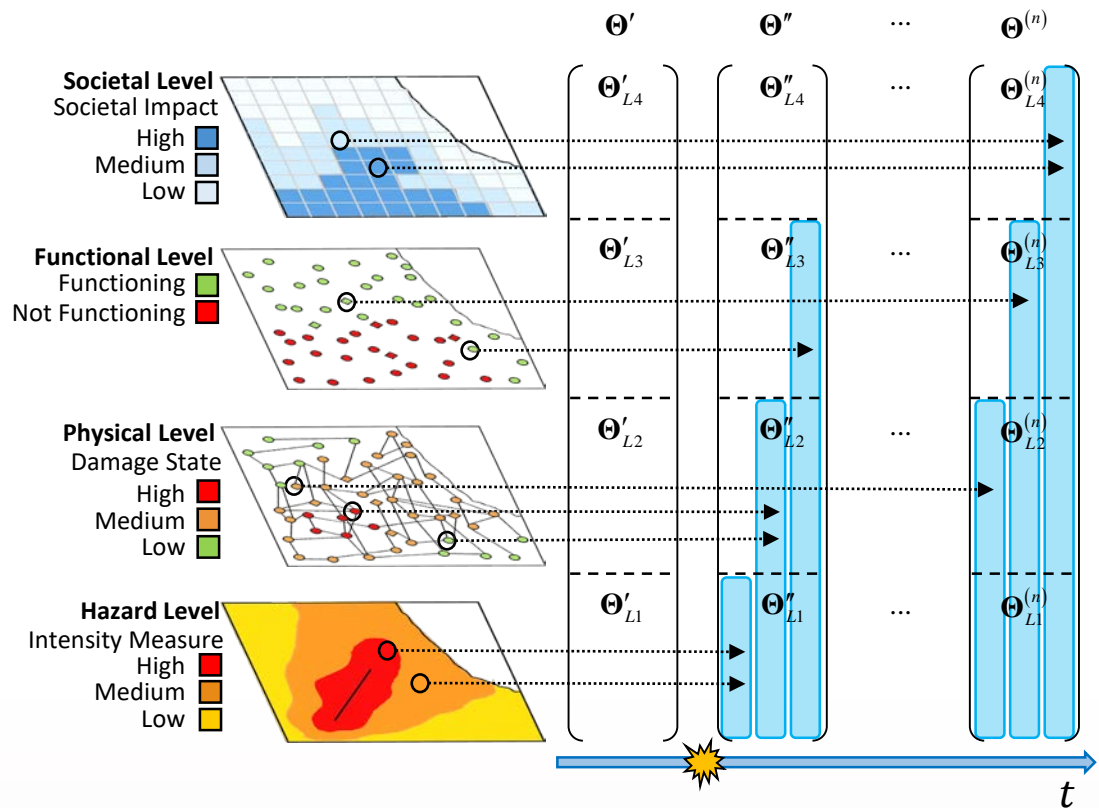 Θ′ Θ″ ... Θ⁽ⁿ⁾
Societal Level
Societal Impact
High
Medium
Low
Θ′_L4 Θ″_L4 ... Θ⁽ⁿ⁾_L4
Functional Level
Functioning
Not Functioning
Θ′_L3 Θ″_L3 ... Θ⁽ⁿ⁾_L3
Physical Level
Damage State
High
Medium
Low
Θ′_L2 Θ″_L2 ... Θ⁽ⁿ⁾_L2
Hazard Level
Intensity Measure
High
Medium
Low
Θ′_L1 Θ″_L1 ... Θ⁽ⁿ⁾_L1
t